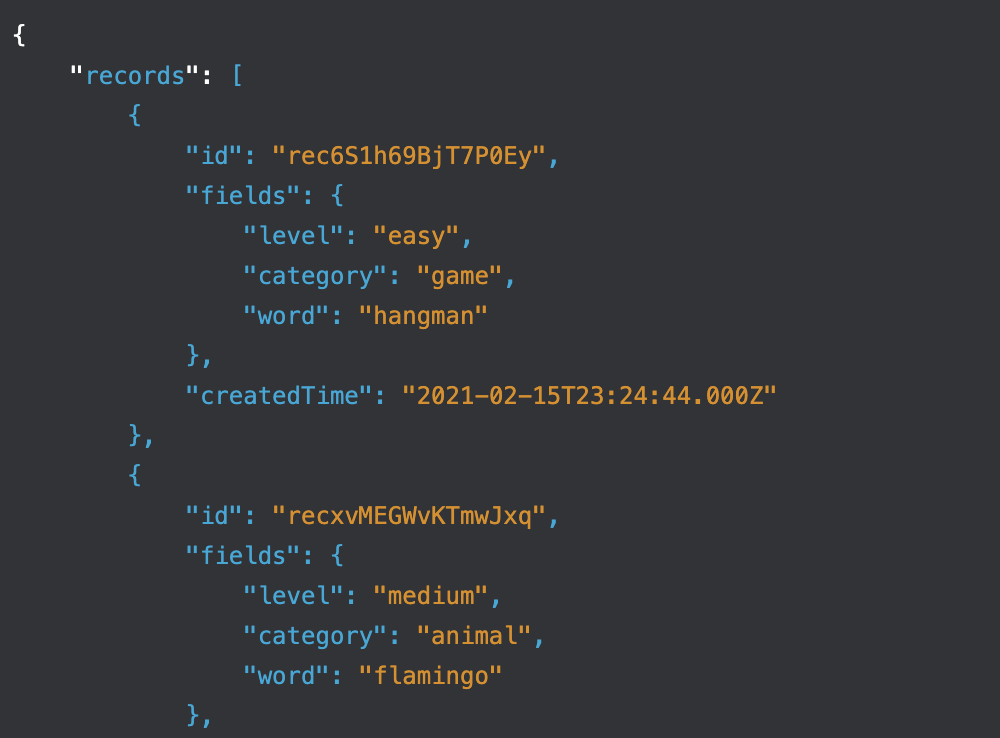 {
    "records": [
        {
            "id": "rec6S1h69BjT7P0Ey",
            "fields": {
                "level": "easy",
                "category": "game",
                "word": "hangman"
            },
            "createdTime": "2021-02-15T23:24:44.000Z"
        },
        {
            "id": "recxvMEGWvKTmwJxq",
            "fields": {
                "level": "medium",
                "category": "animal",
                "word": "flamingo"
            },